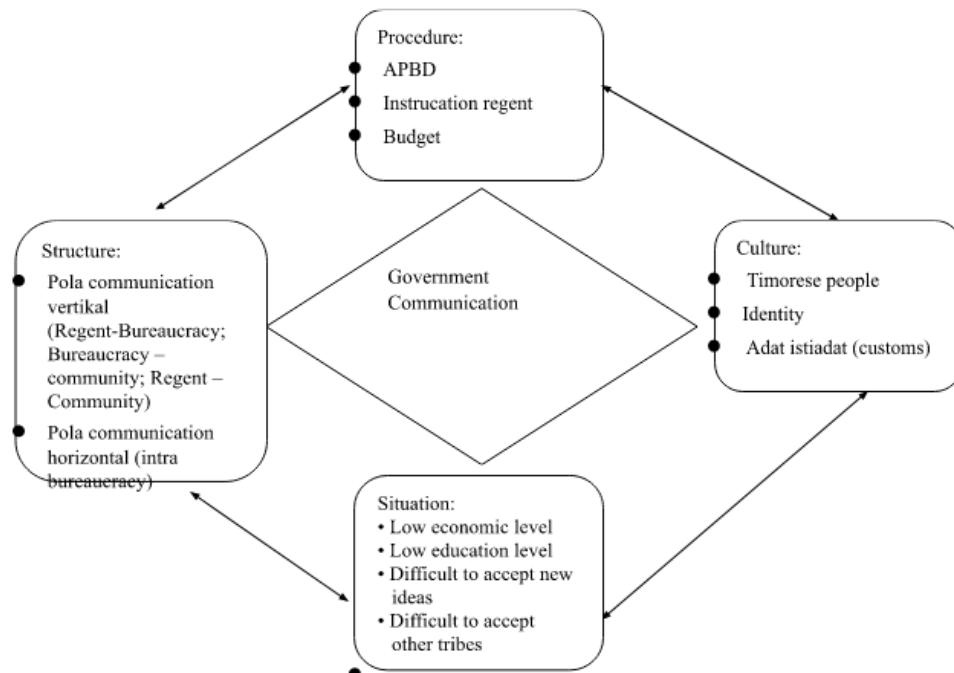 Procedure:
● APBD
● Instrucation regent
● Budget
Structure:
● Pola communication
vertikal
(Regent-Bureaucracy;
Bureaucracy –
community; Regent –
Community)
● Pola communication
horizontal (intra
bureaucracy)
Government
Communication
Culture:
● Timorese people
● Identity
● Adat istiadat (customs)
Situation:
• Low economic level
• Low education level
• Difficult to accept new
ideas
• Difficult to accept
other tribes